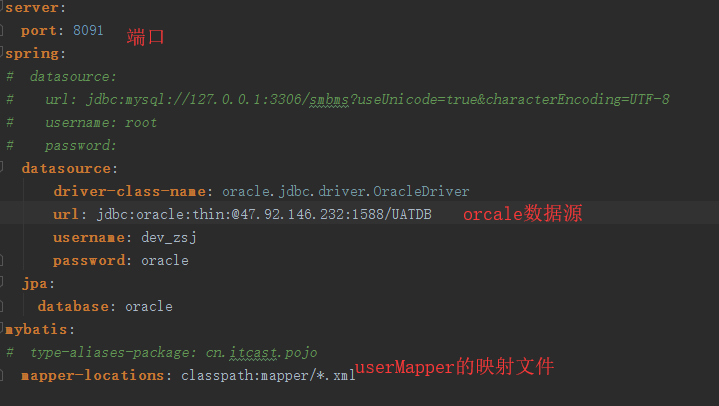 server:
port: 8091 端口
spring:
# datasource:
# url: jdbc:mysql://127.0.0.1:3306/smbms?useUnicode=true&characterEncoding=UTF-8
# username: root
# password:
datasource:
driver-class-name: oracle.jdbc.driver.OracleDriver
url: jdbc:oracle:thin:@47.92.146.232:1588/UATDB orcale数据源
username: dev_zsj
password: oracle
jpa:
database: oracle
mybatis:
# type-aliases-package: cn.itcast.pojo
mapper-locations: classpath:mapper/*.xml userMapper的映射文件